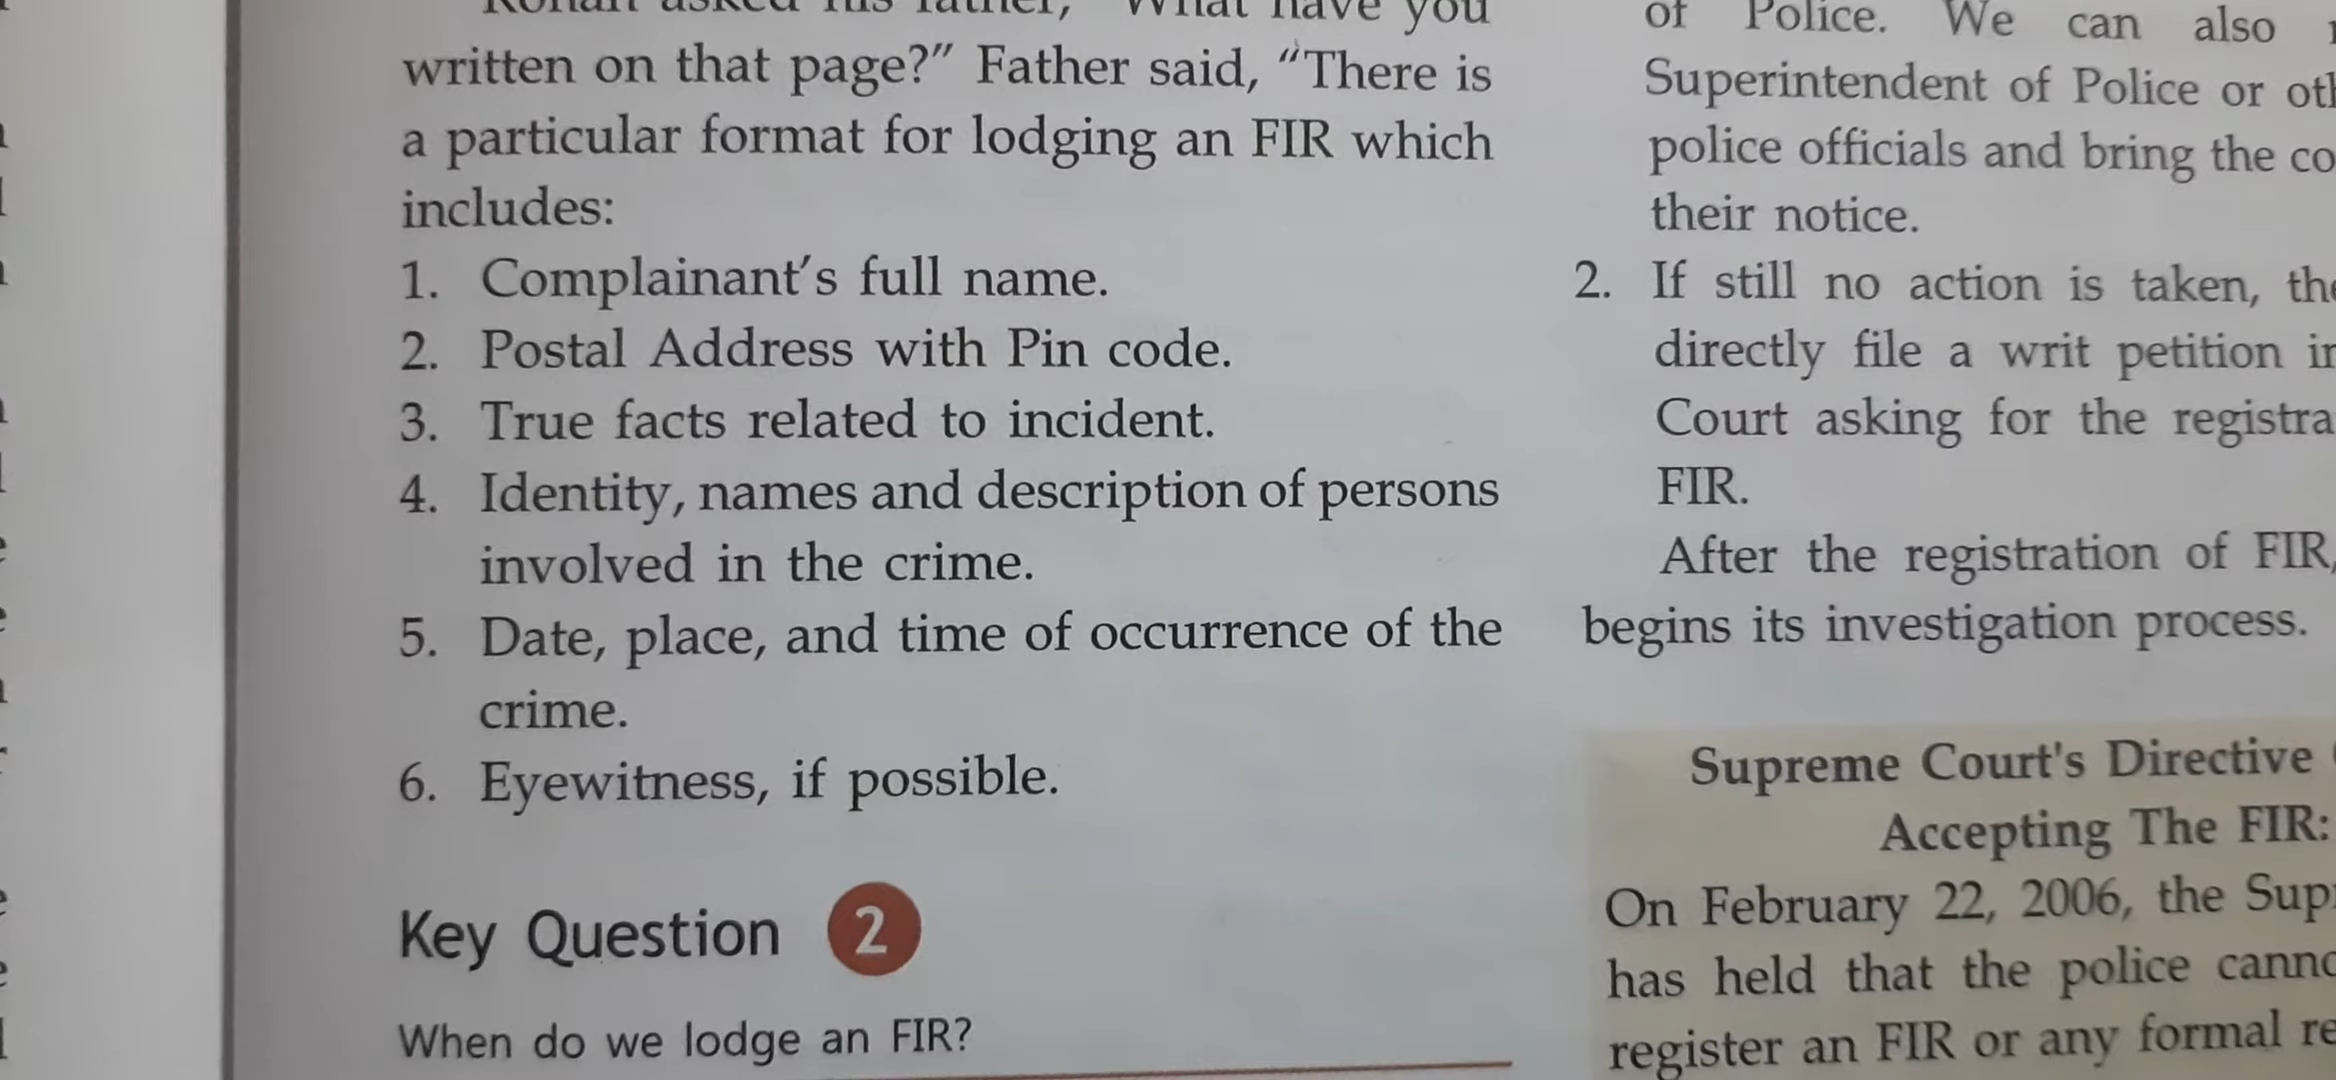 written on that page?” Father said, “There is
a particular format for lodging an FIR which
includes:
1. Complainant’s full name.
2. Postal Address with Pin code.
3. True facts related to incident.
4. Identity, names and description of persons
involved in the crime.
5. Date, place, and time of occurrence of the
crime.
6. Eyewitness, if possible.
Key Question 2
When do we lodge an FIR?
of Police. We can also
Superintendent of Police or
police officials and bring the
their notice.
2. If still no action is taken,
directly file a writ petition
Court asking for the
FIR.
After the registration of FIR,
begins its investigation process.
Supreme Court's Directive
Accepting The FIR:
On February 22, 2006, the
has held that the police
register an FIR or any formal